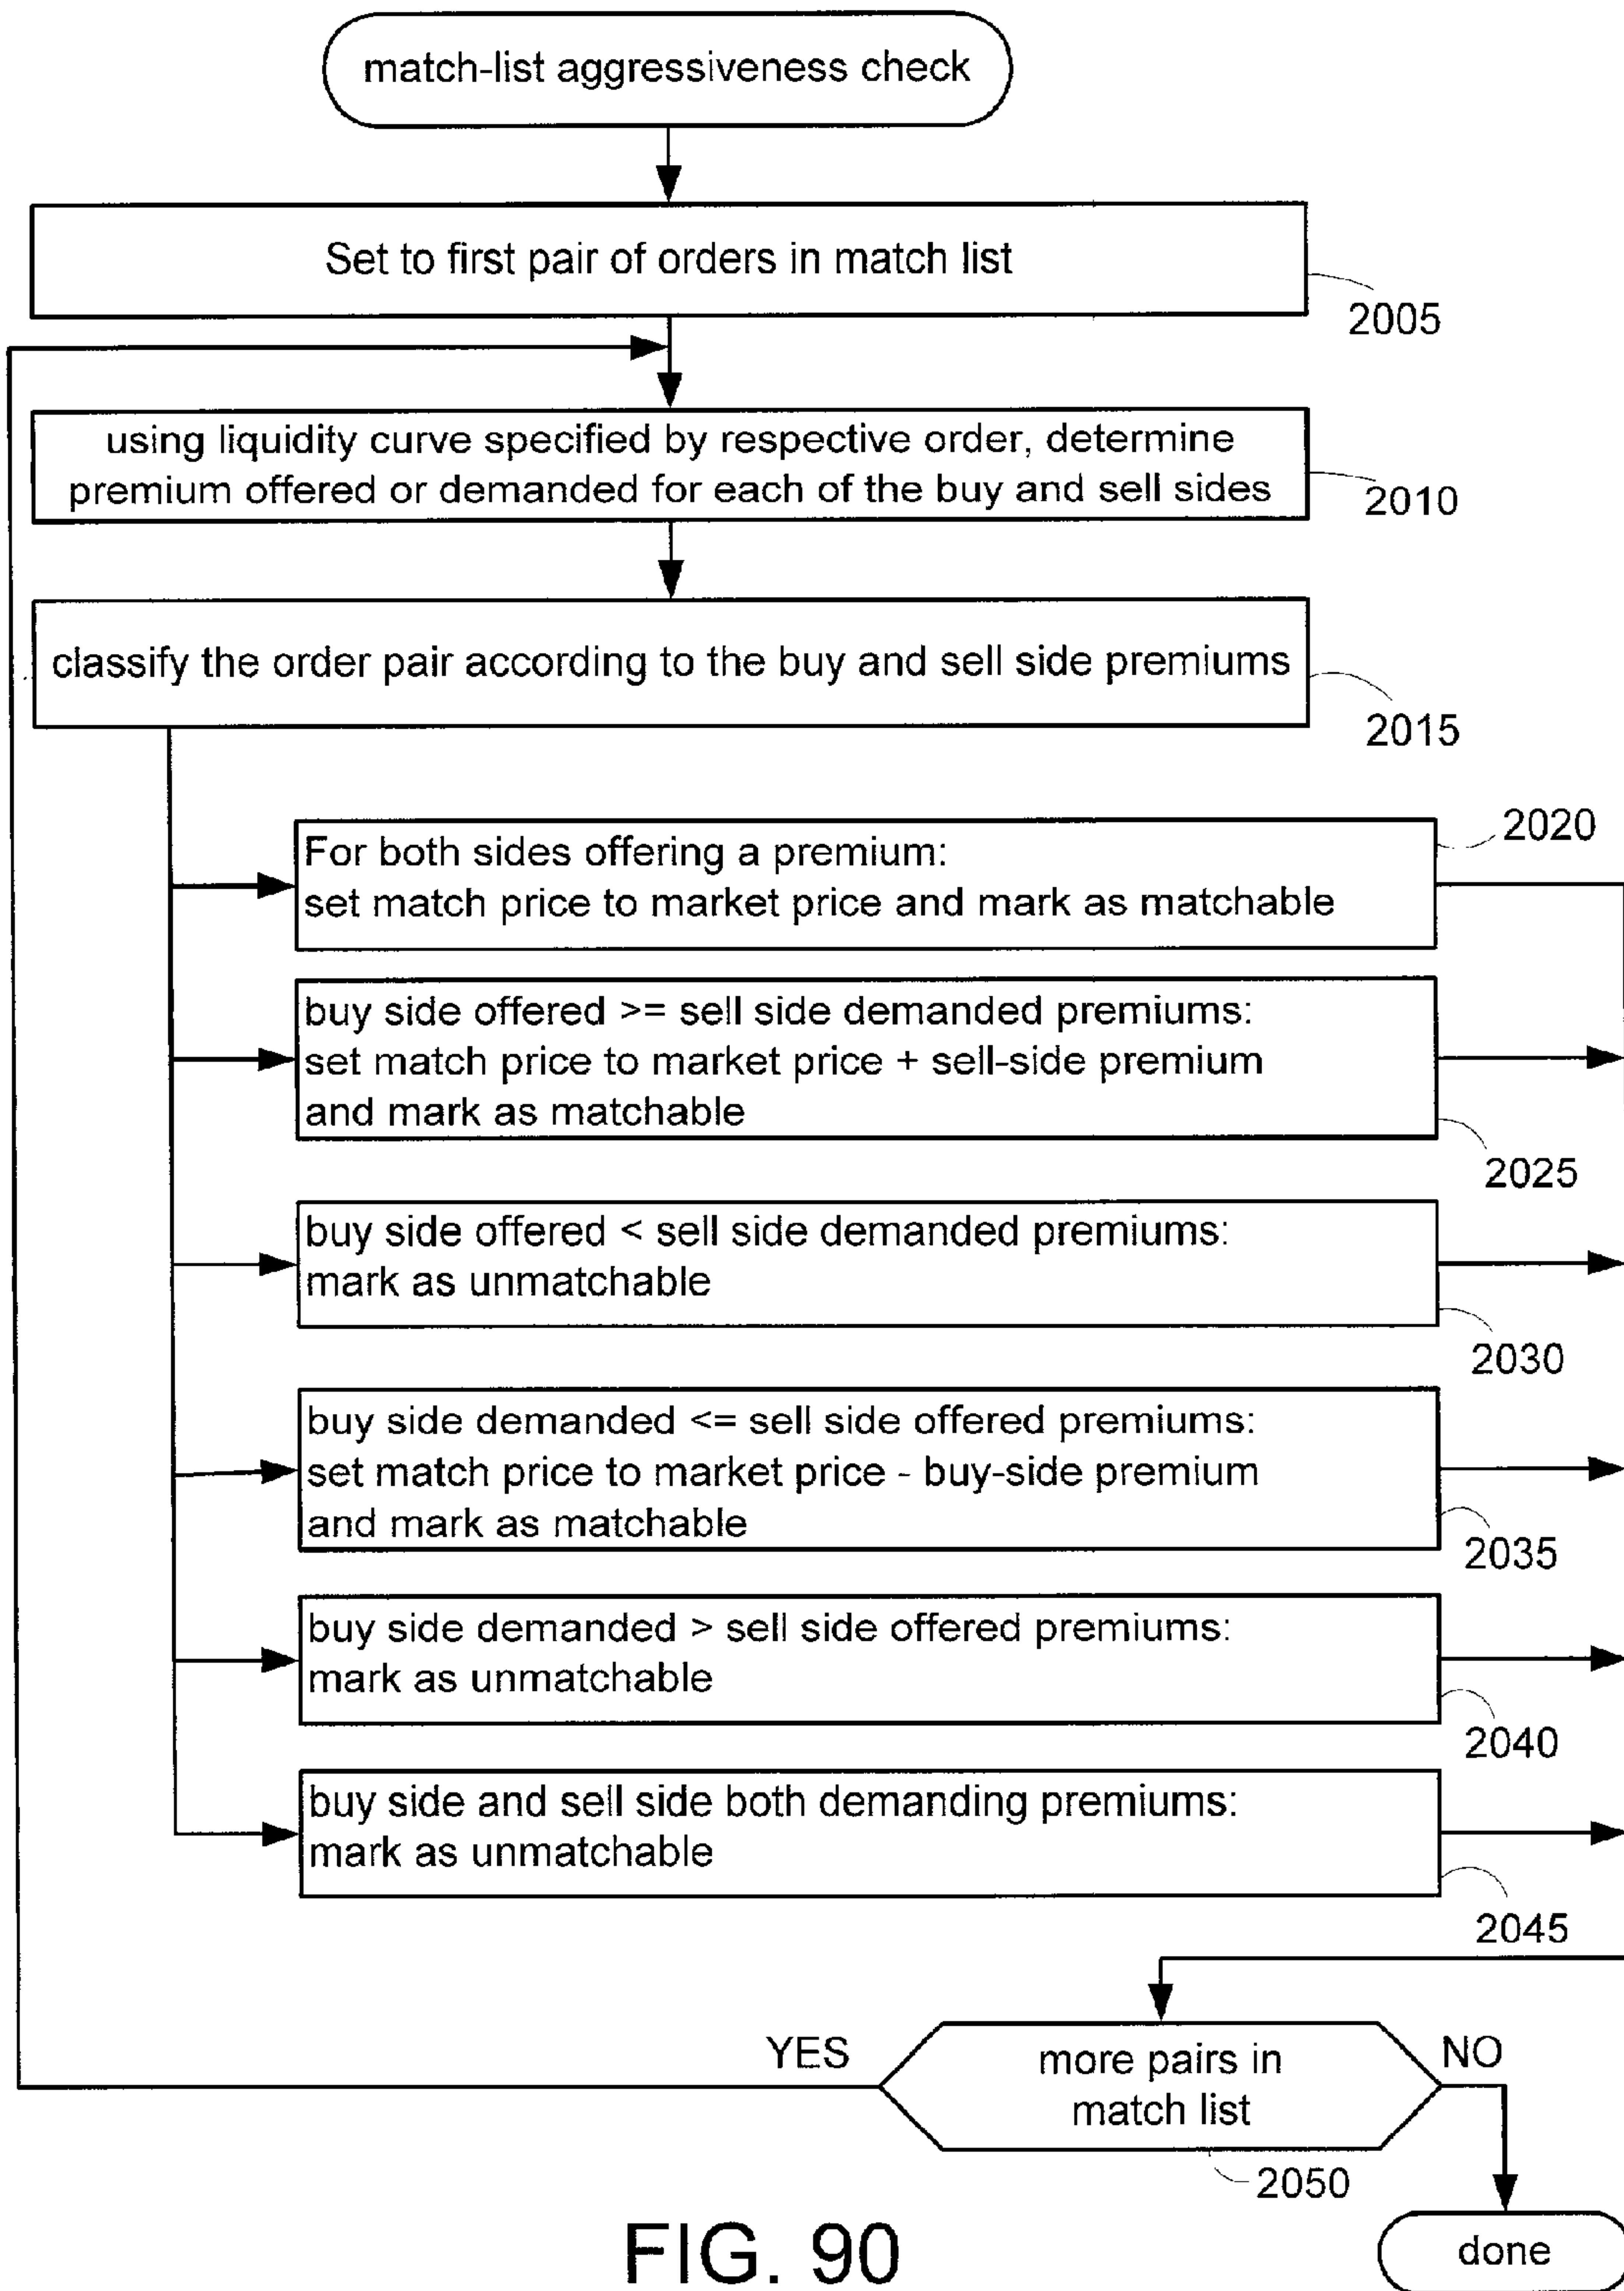 match-list aggressiveness check
Set to first pair of orders in match list
2005
using liquidity curve specified by respective order, determine
premium offered or demanded for each of the buy and sell sides
2010
classify the order pair according to the buy and sell side premiums
2015
2020
For both sides offering a premium:
set match price to market price and mark as matchable
buy side offered >= sell side demanded premiums:
set match price to market price + sell-side premium
and mark as matchable
2025
buy side offered < sell side demanded premiums:
mark as unmatchable
2030
buy side demanded <= sell side offered premiums:
set match price to market price - buy-side premium
and mark as matchable
2035
buy side demanded > sell side offered premiums:
mark as unmatchable
2040
buy side and sell side both demanding premiums:
mark as unmatchable
2045
YES
more pairs in
match list
NO
2050
done
FIG. 90